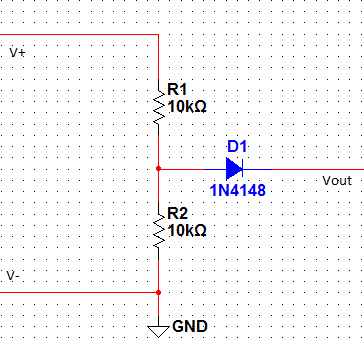 V+
R1
10kΩ
D1
1N4148
Vout
R2
10kΩ
V-
GND